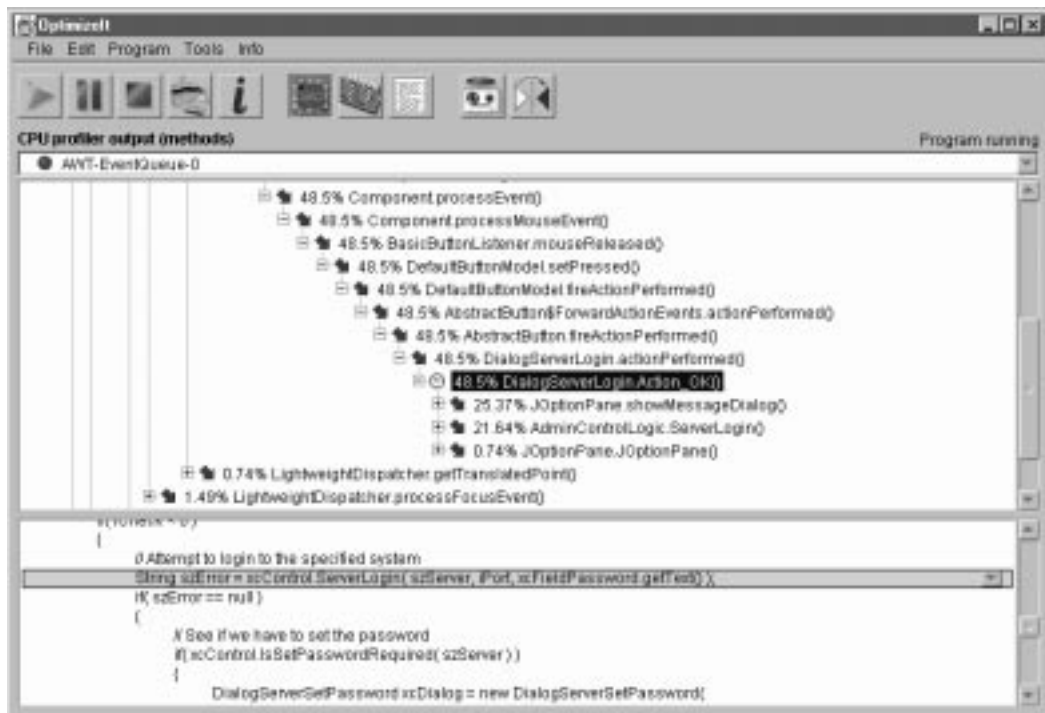 OptimizeIt
File Edit Program Tools Info
CPU profiler output (methods)
Program running
AWT-EventQueue-0
48.5% Component.processEvent()
48.5% Component.processMouseEvent()
48.5% BasicButtonListener.mouseReleased()
48.5% DefaultButtonModel.setPressed()
48.5% DefaultButtonModel.fireActionPerformed()
48.5% AbstractButton$ForwardActionEvents.actionPerformed()
48.5% AbstractButton.fireActionPerformed()
48.5% DialogServerLogin.actionPerformed()
48.5% DialogServerLogin.Action_OK()
25.37% JOptionPane.showMessageDialog()
21.64% AdminControlLogic.ServerLogin()
0.74% JOptionPane.JOptionPane()
0.74% LightweightDispatcher.getTranslatedPoint()
1.49% LightweightDispatcher.processFocusEvent()
{
// Attempt to login to the specified system
String szError = xcControl.ServerLogin( szServer, iPort, xcFieldPassword.getText() );
if( szError == null )
{
// See if we have to set the password
if( xcControl.IsSetPasswordRequired( szServer ) )
{
DialogServerSetPassword xcDialog = new DialogServerSetPassword(